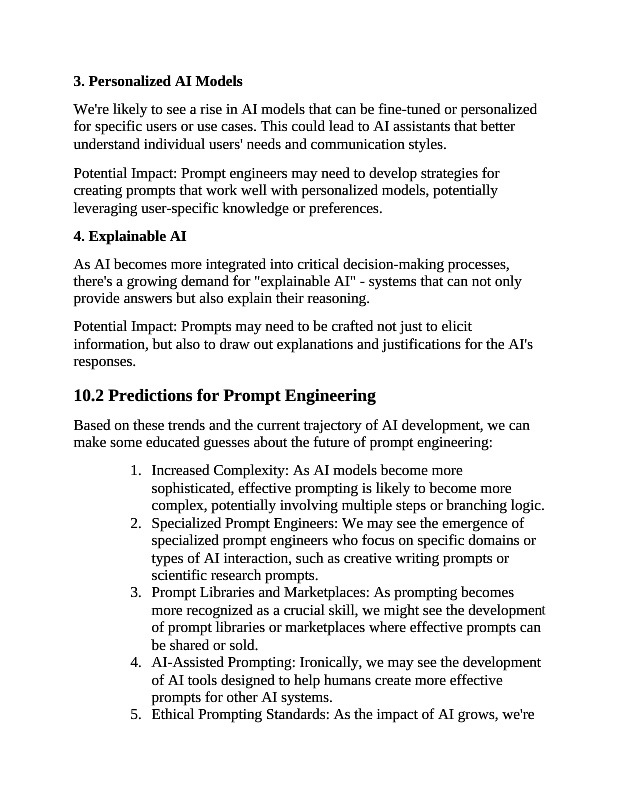 3. Personalized AI Models
We're likely to see a rise in AI models that can be fine-tuned or personalized
for specific users or use cases. This could lead to AI assistants that better
understand individual users' needs and communication styles.
Potential Impact: Prompt engineers may need to develop strategies for
creating prompts that work well with personalized models, potentially
leveraging user-specific knowledge or preferences.
4. Explainable AI
As AI becomes more integrated into critical decision-making processes,
there's a growing demand for "explainable AI" - systems that can not only
provide answers but also explain their reasoning.
Potential Impact: Prompts may need to be crafted not just to elicit
information, but also to draw out explanations and justifications for the AI's
responses.
10.2 Predictions for Prompt Engineering
Based on these trends and the current trajectory of AI development, we can
make some educated guesses about the future of prompt engineering:
1. Increased Complexity: As AI models become more
sophisticated, effective prompting is likely to become more
complex, potentially involving multiple steps or branching logic.
2. Specialized Prompt Engineers: We may see the emergence of
specialized prompt engineers who focus on specific domains or
types of AI interaction, such as creative writing prompts or
scientific research prompts.
3. Prompt Libraries and Marketplaces: As prompting becomes
more recognized as a crucial skill, we might see the development
of prompt libraries or marketplaces where effective prompts can
be shared or sold.
4. AI-Assisted Prompting: Ironically, we may see the development
of AI tools designed to help humans create more effective
prompts for other AI systems.
5. Ethical Prompting Standards: As the impact of AI grows, we're